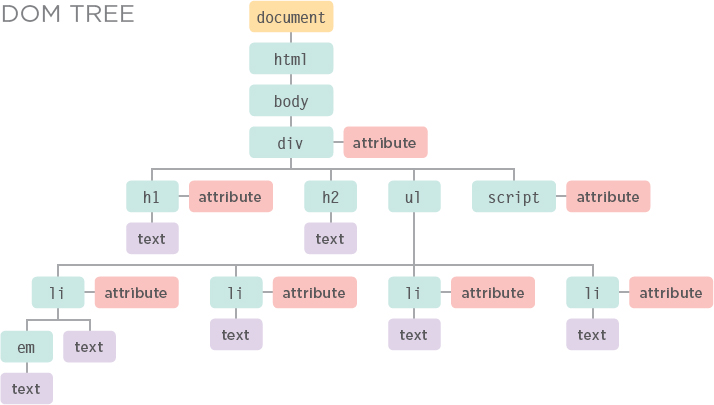 DOM TREE
document
html
body
div attribute
h1 attribute h2 ul script attribute
text text
li attribute li attribute li attribute li attribute
em text text text text
text